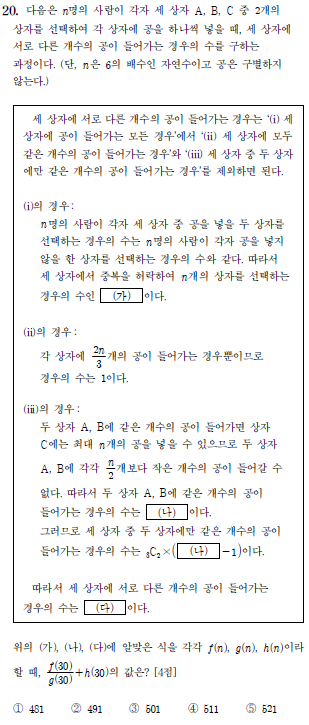 20. 다음은 n명의 사람이 각자 세 상자 A, B, C 중 2개의
상자를 선택하여 각 상자에 공을 하나씩 넣을 때, 세 상자에
서로 다른 개수의 공이 들어가는 경우의 수를 구하는
과정이다. (단, n은 6의 배수인 자연수이고 공은 구별하지
않는다.)
세 상자에 서로 다른 개수의 공이 들어가는 경우는 ‘(i) 세
상자에 공이 들어가는 모든 경우’에서 ‘(ii) 세 상자에 모두
같은 개수의 공이 들어가는 경우’와 ‘(iii) 세 상자 중 두 상자
에만 같은 개수의 공이 들어가는 경우’를 제외하면 된다.
(i)의 경우:
n명의 사람이 각자 세 상자 중 공을 넣을 두 상자를
선택하는 경우의 수는 n명의 사람이 각자 공을 넣지
않을 한 상자를 선택하는 경우의 수와 같다. 따라서
세 상자에서 중복을 허락하여 n개의 상자를 선택하는
경우의 수인 (가) 이다.
(ii)의 경우:
각 상자에 2n/3개의 공이 들어가는 경우뿐이므로
경우의 수는 1이다.
(iii)의 경우:
두 상자 A, B에 같은 개수의 공이 들어가면 상자
C에는 최대 n개의 공을 넣을 수 있으므로 두 상자
A, B에 각각 n/2개보다 작은 개수의 공이 들어갈 수
없다. 따라서 두 상자 A, B에 같은 개수의 공이
들어가는 경우의 수는 (나) 이다.
그러므로 세 상자 중 두 상자에만 같은 개수의 공이
들어가는 경우의 수는 ₃C₂×( (나) −1)이다.
따라서 세 상자에 서로 다른 개수의 공이 들어가는
경우의 수는 (다) 이다.
위의 (가), (나), (다)에 알맞은 식을 각각 f(n), g(n), h(n)이라
할 때, f(30)/g(30)+h(30)의 값은? [4점]
① 481 ② 491 ③ 501 ④ 511 ⑤ 521